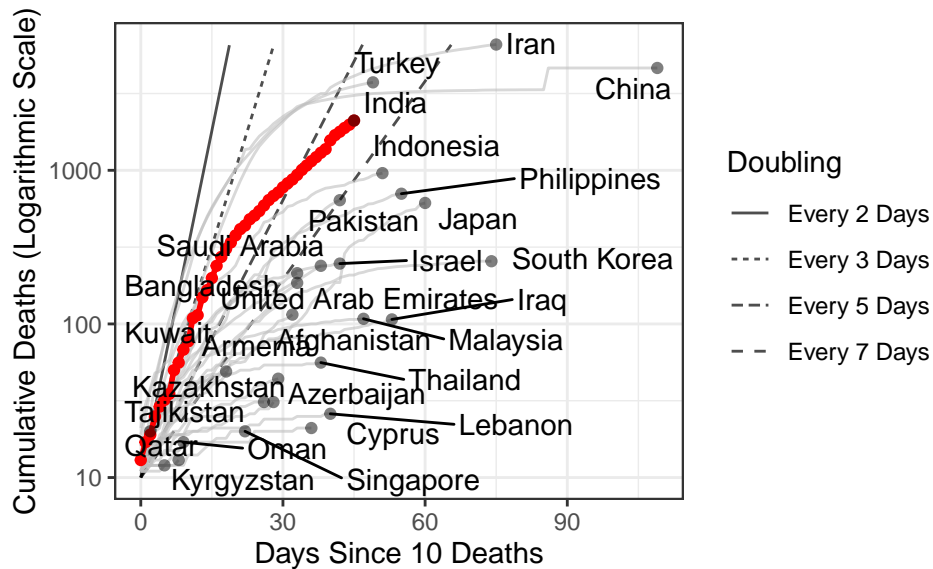 Cumulative Deaths (Logarithmic Scale)
1000
100
10
Iran
Turkey
China
India
Indonesia
Philippines
Pakistan
Japan
Saudi Arabia
Israel
South Korea
Bangladesh
United Arab Emirates
Iraq
Kuwait
Armenia
Afghanistan
Malaysia
Thailand
Kazakhstan
Azerbaijan
Tajikistan
Lebanon
Cyprus
Qatar
Oman
Kyrgyzstan
Singapore
0
30
60
90
Days Since 10 Deaths
Doubling
Every 2 Days
Every 3 Days
Every 5 Days
Every 7 Days